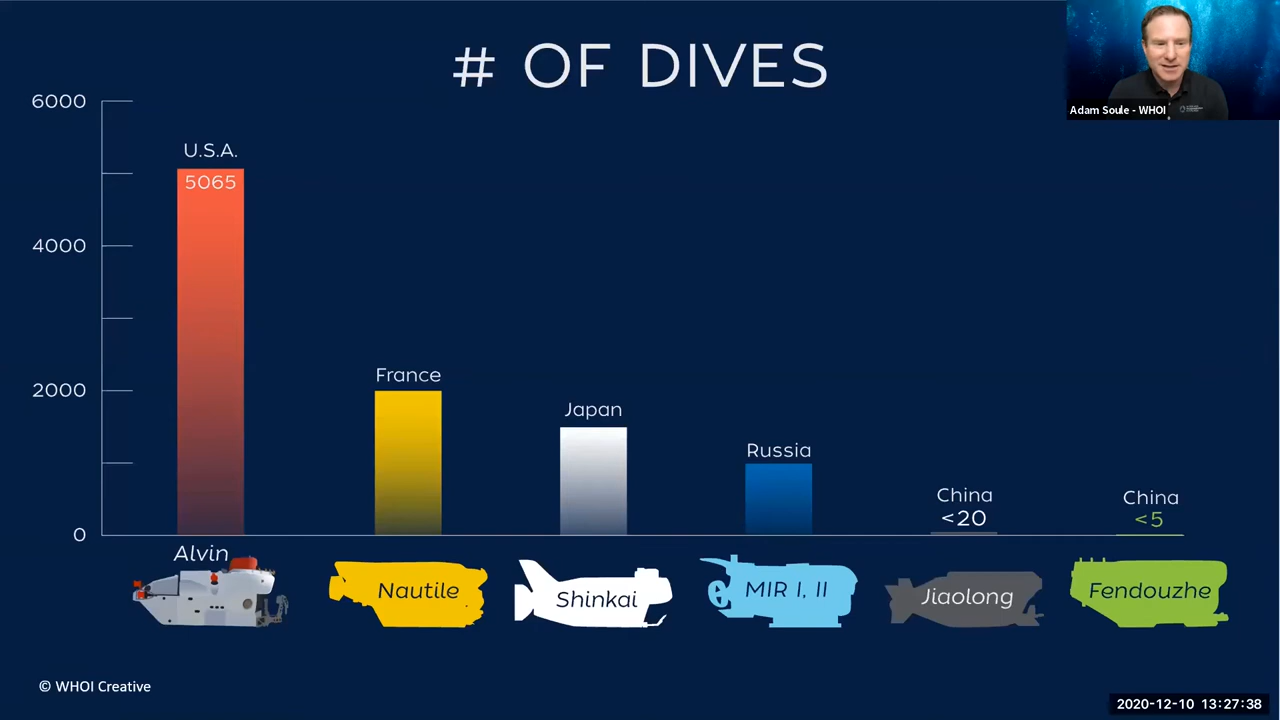 # OF DIVES
Adam Soule - WHOI
6000
4000
2000
0
U.S.A.
5065
France
Japan
Russia
China
<20
China
<5
Alvin
Nautile
Shinkai
MIR I, II
Jiaolong
Fendouzhe
© WHOI Creative
2020-12-10 13:27:38